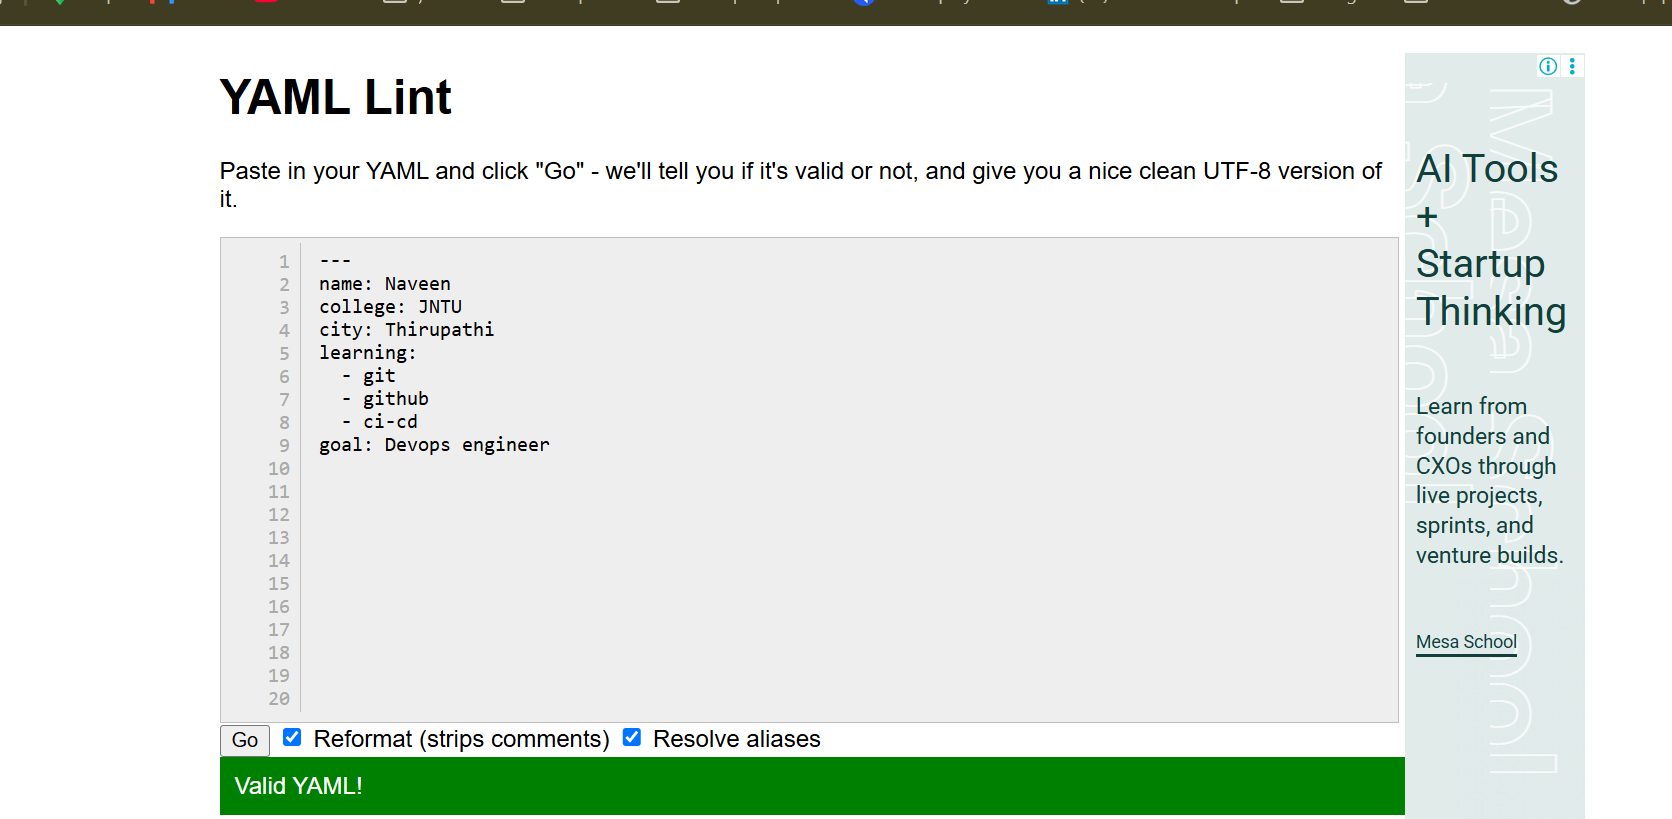 YAML Lint
Paste in your YAML and click "Go" - we'll tell you if it's valid or not, and give you a nice clean UTF-8 version of
it.
1 ---
2 name: Naveen
3 college: JNTU
4 city: Thirupathi
5 learning:
6   - git
7   - github
8   - ci-cd
9 goal: Devops engineer
10
11
12
13
14
15
16
17
18
19
20
Go Reformat (strips comments) Resolve aliases
Valid YAML!
AI Tools
+
Startup
Thinking
Learn from
founders and
CXOs through
live projects,
sprints, and
venture builds.
Mesa School
Mesa School